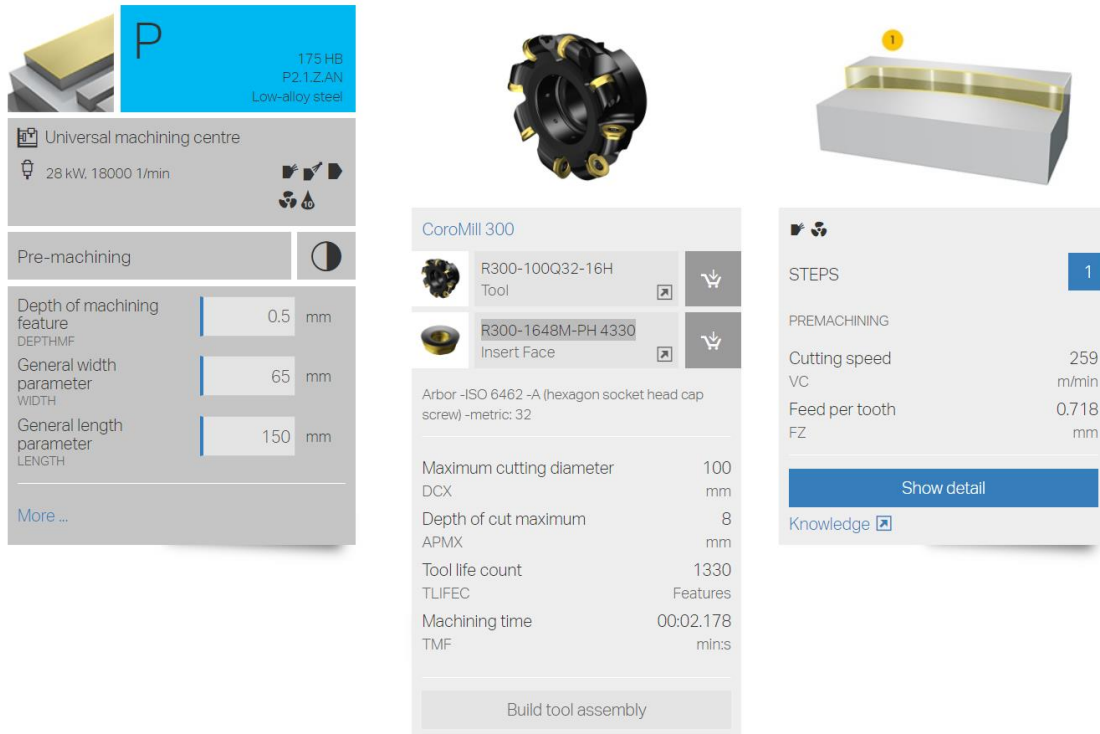 P
175 HB
P2.1.Z.AN
Low-alloy steel
Universal machining centre
28 kW, 18000 1/min
10
Pre-machining
Depth of machining
feature
DEPTHMF
0.5 mm
General width
parameter
WIDTH
65 mm
General length
parameter
LENGTH
150 mm
More ...
CoroMill 300
R300-100Q32-16H
Tool
R300-1648M-PH 4330
Insert Face
Arbor -ISO 6462 -A (hexagon socket head cap
screw) -metric: 32
Maximum cutting diameter 100
DCX mm
Depth of cut maximum 8
APMX mm
Tool life count 1330
TLIFEC Features
Machining time 00:02.178
TMF min:s
Build tool assembly
1
STEPS 1
PREMACHINING
Cutting speed 259
VC m/min
Feed per tooth 0.718
FZ mm
Show detail
Knowledge